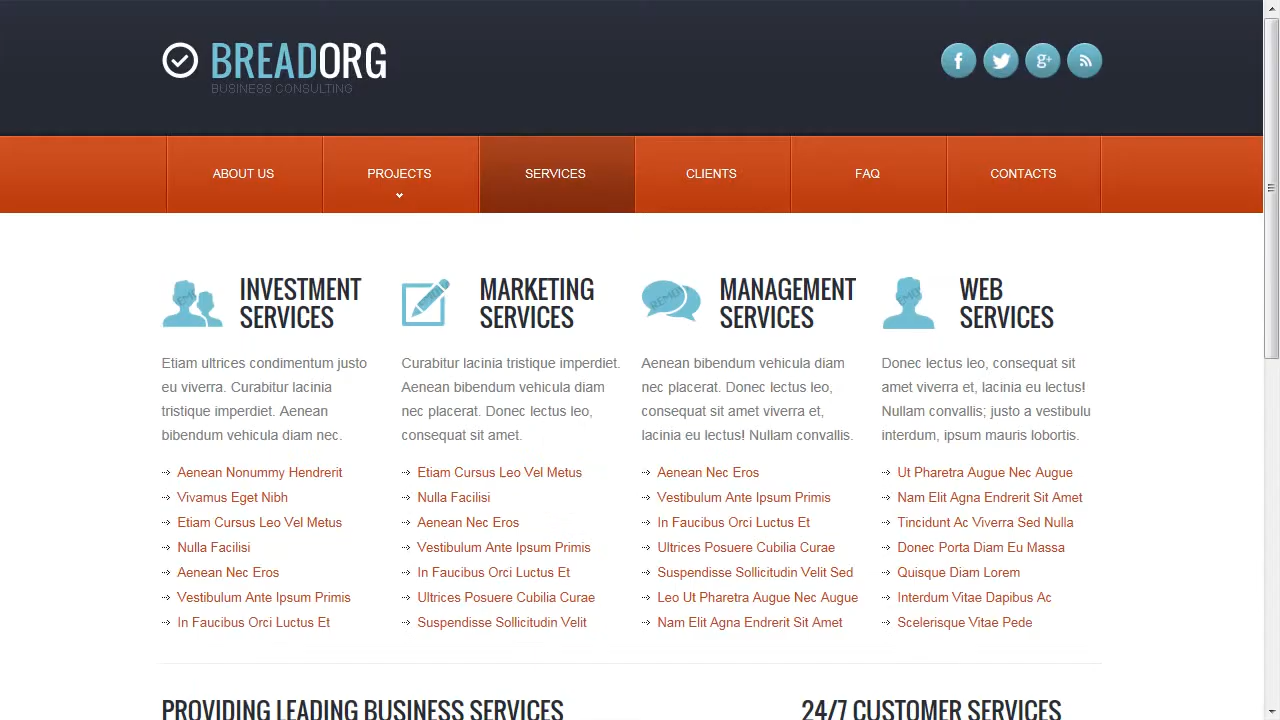 BREADORG
BUSINESS CONSULTING
ABOUT US
PROJECTS
SERVICES
CLIENTS
FAQ
CONTACTS
INVESTMENT
SERVICES
Etiam ultrices condimentum justo
eu viverra. Curabitur lacinia
tristique imperdiet. Aenean
bibendum vehicula diam nec.
Aenean Nonummy Hendrerit
Vivamus Eget Nibh
Etiam Cursus Leo Vel Metus
Nulla Facilisi
Aenean Nec Eros
Vestibulum Ante Ipsum Primis
In Faucibus Orci Luctus Et
MARKETING
SERVICES
Curabitur lacinia tristique imperdiet.
Aenean bibendum vehicula diam
nec placerat. Donec lectus leo,
consequat sit amet.
Etiam Cursus Leo Vel Metus
Nulla Facilisi
Aenean Nec Eros
Vestibulum Ante Ipsum Primis
In Faucibus Orci Luctus Et
Ultrices Posuere Cubilia Curae
Suspendisse Sollicitudin Velit
MANAGEMENT
SERVICES
Aenean bibendum vehicula diam
nec placerat. Donec lectus leo,
consequat sit amet viverra et,
lacinia eu lectus! Nullam convallis.
Aenean Nec Eros
Vestibulum Ante Ipsum Primis
In Faucibus Orci Luctus Et
Ultrices Posuere Cubilia Curae
Suspendisse Sollicitudin Velit Sed
Leo Ut Pharetra Augue Nec Augue
Nam Elit Agna Endrerit Sit Amet
WEB
SERVICES
Donec lectus leo, consequat sit
amet viverra et, lacinia eu lectus!
Nullam convallis; justo a vestibulu
interdum, ipsum mauris lobortis.
Ut Pharetra Augue Nec Augue
Nam Elit Agna Endrerit Sit Amet
Tincidunt Ac Viverra Sed Nulla
Donec Porta Diam Eu Massa
Quisque Diam Lorem
Interdum Vitae Dapibus Ac
Scelerisque Vitae Pede
PROVIDING LEADING BUSINESS SERVICES
24/7 CUSTOMER SERVICES